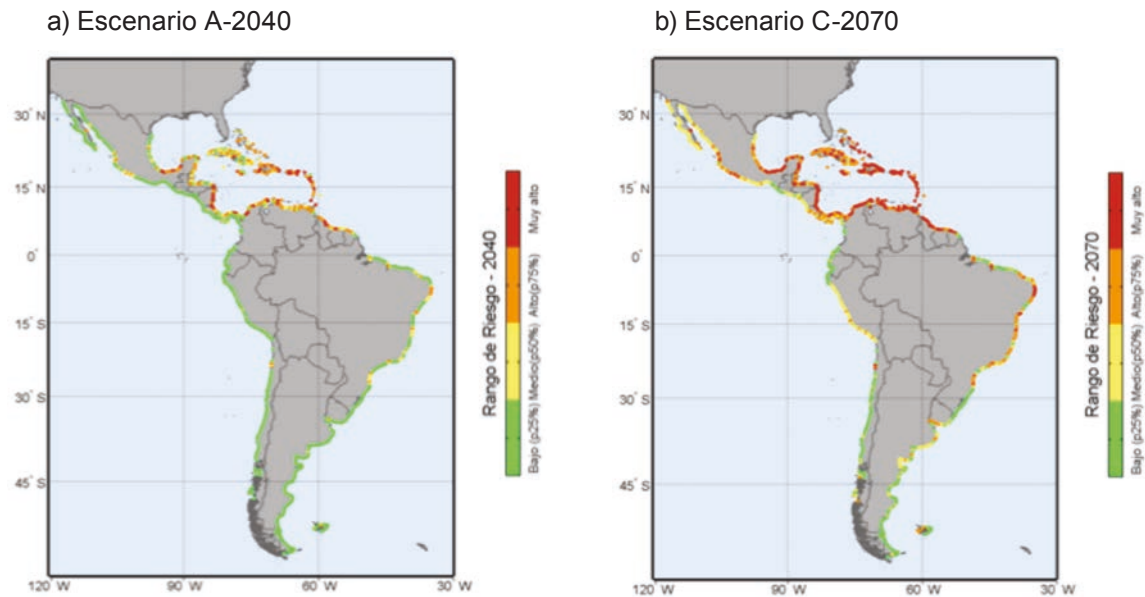 a) Escenario A-2040
30° N
15° N
0°
15° S
30° S
45° S
120 W
90 W
60 W
30 W
Rango de Riesgo - 2040
Bajo (p25%) Medio(p50%) Alto(p75%) Muy alto
b) Escenario C-2070
30° N
15° N
0°
15° S
30° S
45° S
120 W
90 W
60 W
30 W
Rango de Riesgo - 2070
Bajo (p25%) Medio(p50%) Alto(p75%) Muy alto